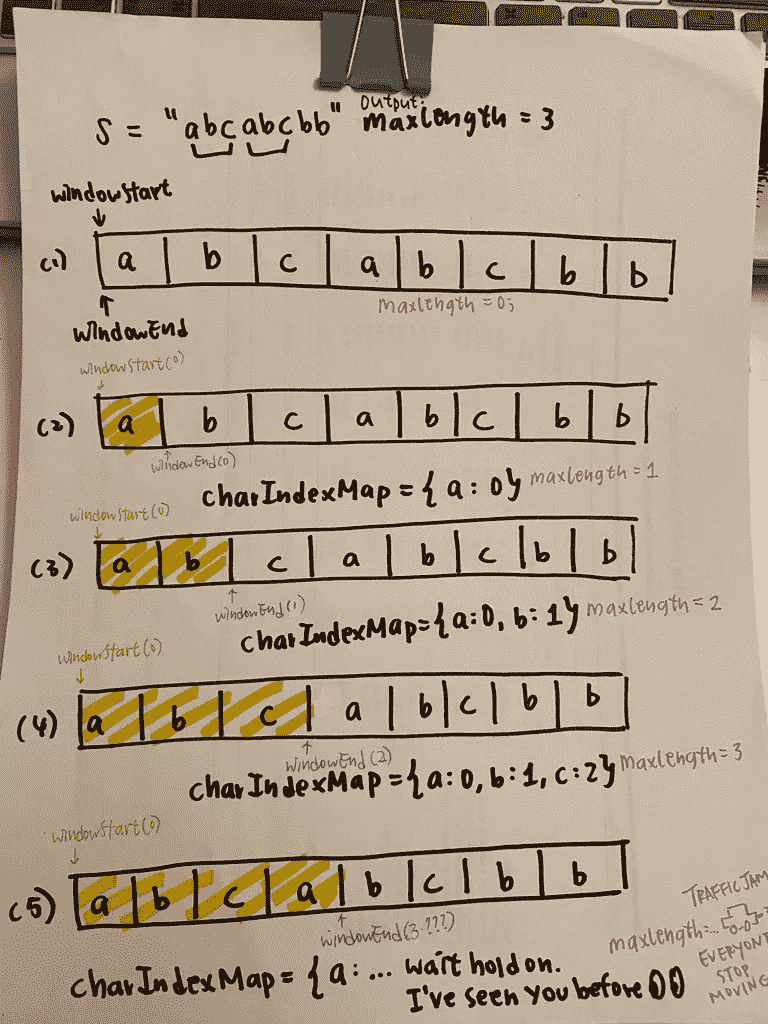 Output:
S = "abcabcbb" maxlength = 3
windowStart
(1) a b c a b c b b
maxlength = 0;
windowEnd
windowStart(0)
(2) a b c a b c b b
windowEnd(0)
charIndexMap = { a : 0} maxlength = 1
windowStart(0)
(3) a b c a b c b b
windowEnd(1)
charIndexMap={a:0, b:1} maxlength = 2
windowStart(0)
(4) a b c a b c b b
windowEnd(2)
charIndexMap = {a:0, b:1, c:2} maxlength=3
windowStart(0)
(5) a b c a b c b b
windowEnd(3???)
charIndexMap = {a: ... wait hold on.
I've seen you before
TRAFFIC JAM
maxlength=...
EVERYONE
STOP
MOVING